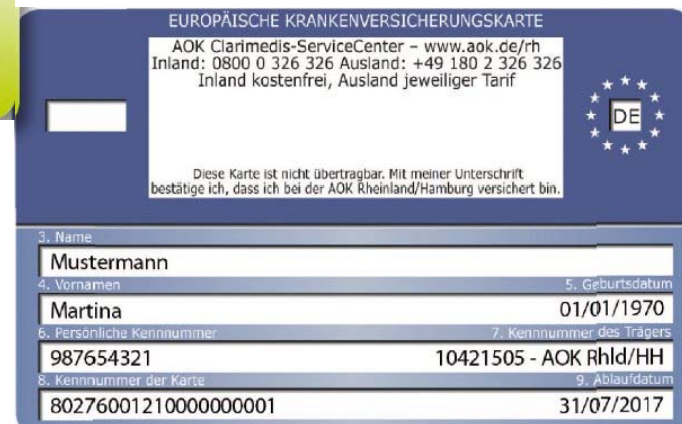 EUROPÄISCHE KRANKENVERSICHERUNGSKARTE
AOK Clarimedis-ServiceCenter – www.aok.de/rh
Inland: 0800 0 326 326 Ausland: +49 180 2 326 326
Inland kostenfrei, Ausland jeweiliger Tarif
DE
Diese Karte ist nicht übertragbar. Mit meiner Unterschrift
bestätige ich, dass ich bei der AOK Rheinland/Hamburg versichert bin.
3. Name
Mustermann
4. Vornamen 5. Geburtsdatum
Martina 01/01/1970
6. Persönliche Kennnummer 7. Kennnummer des Trägers
987654321 10421505 - AOK Rhld/HH
8. Kennnummer der Karte 9. Ablaufdatum
80276001210000000001 31/07/2017